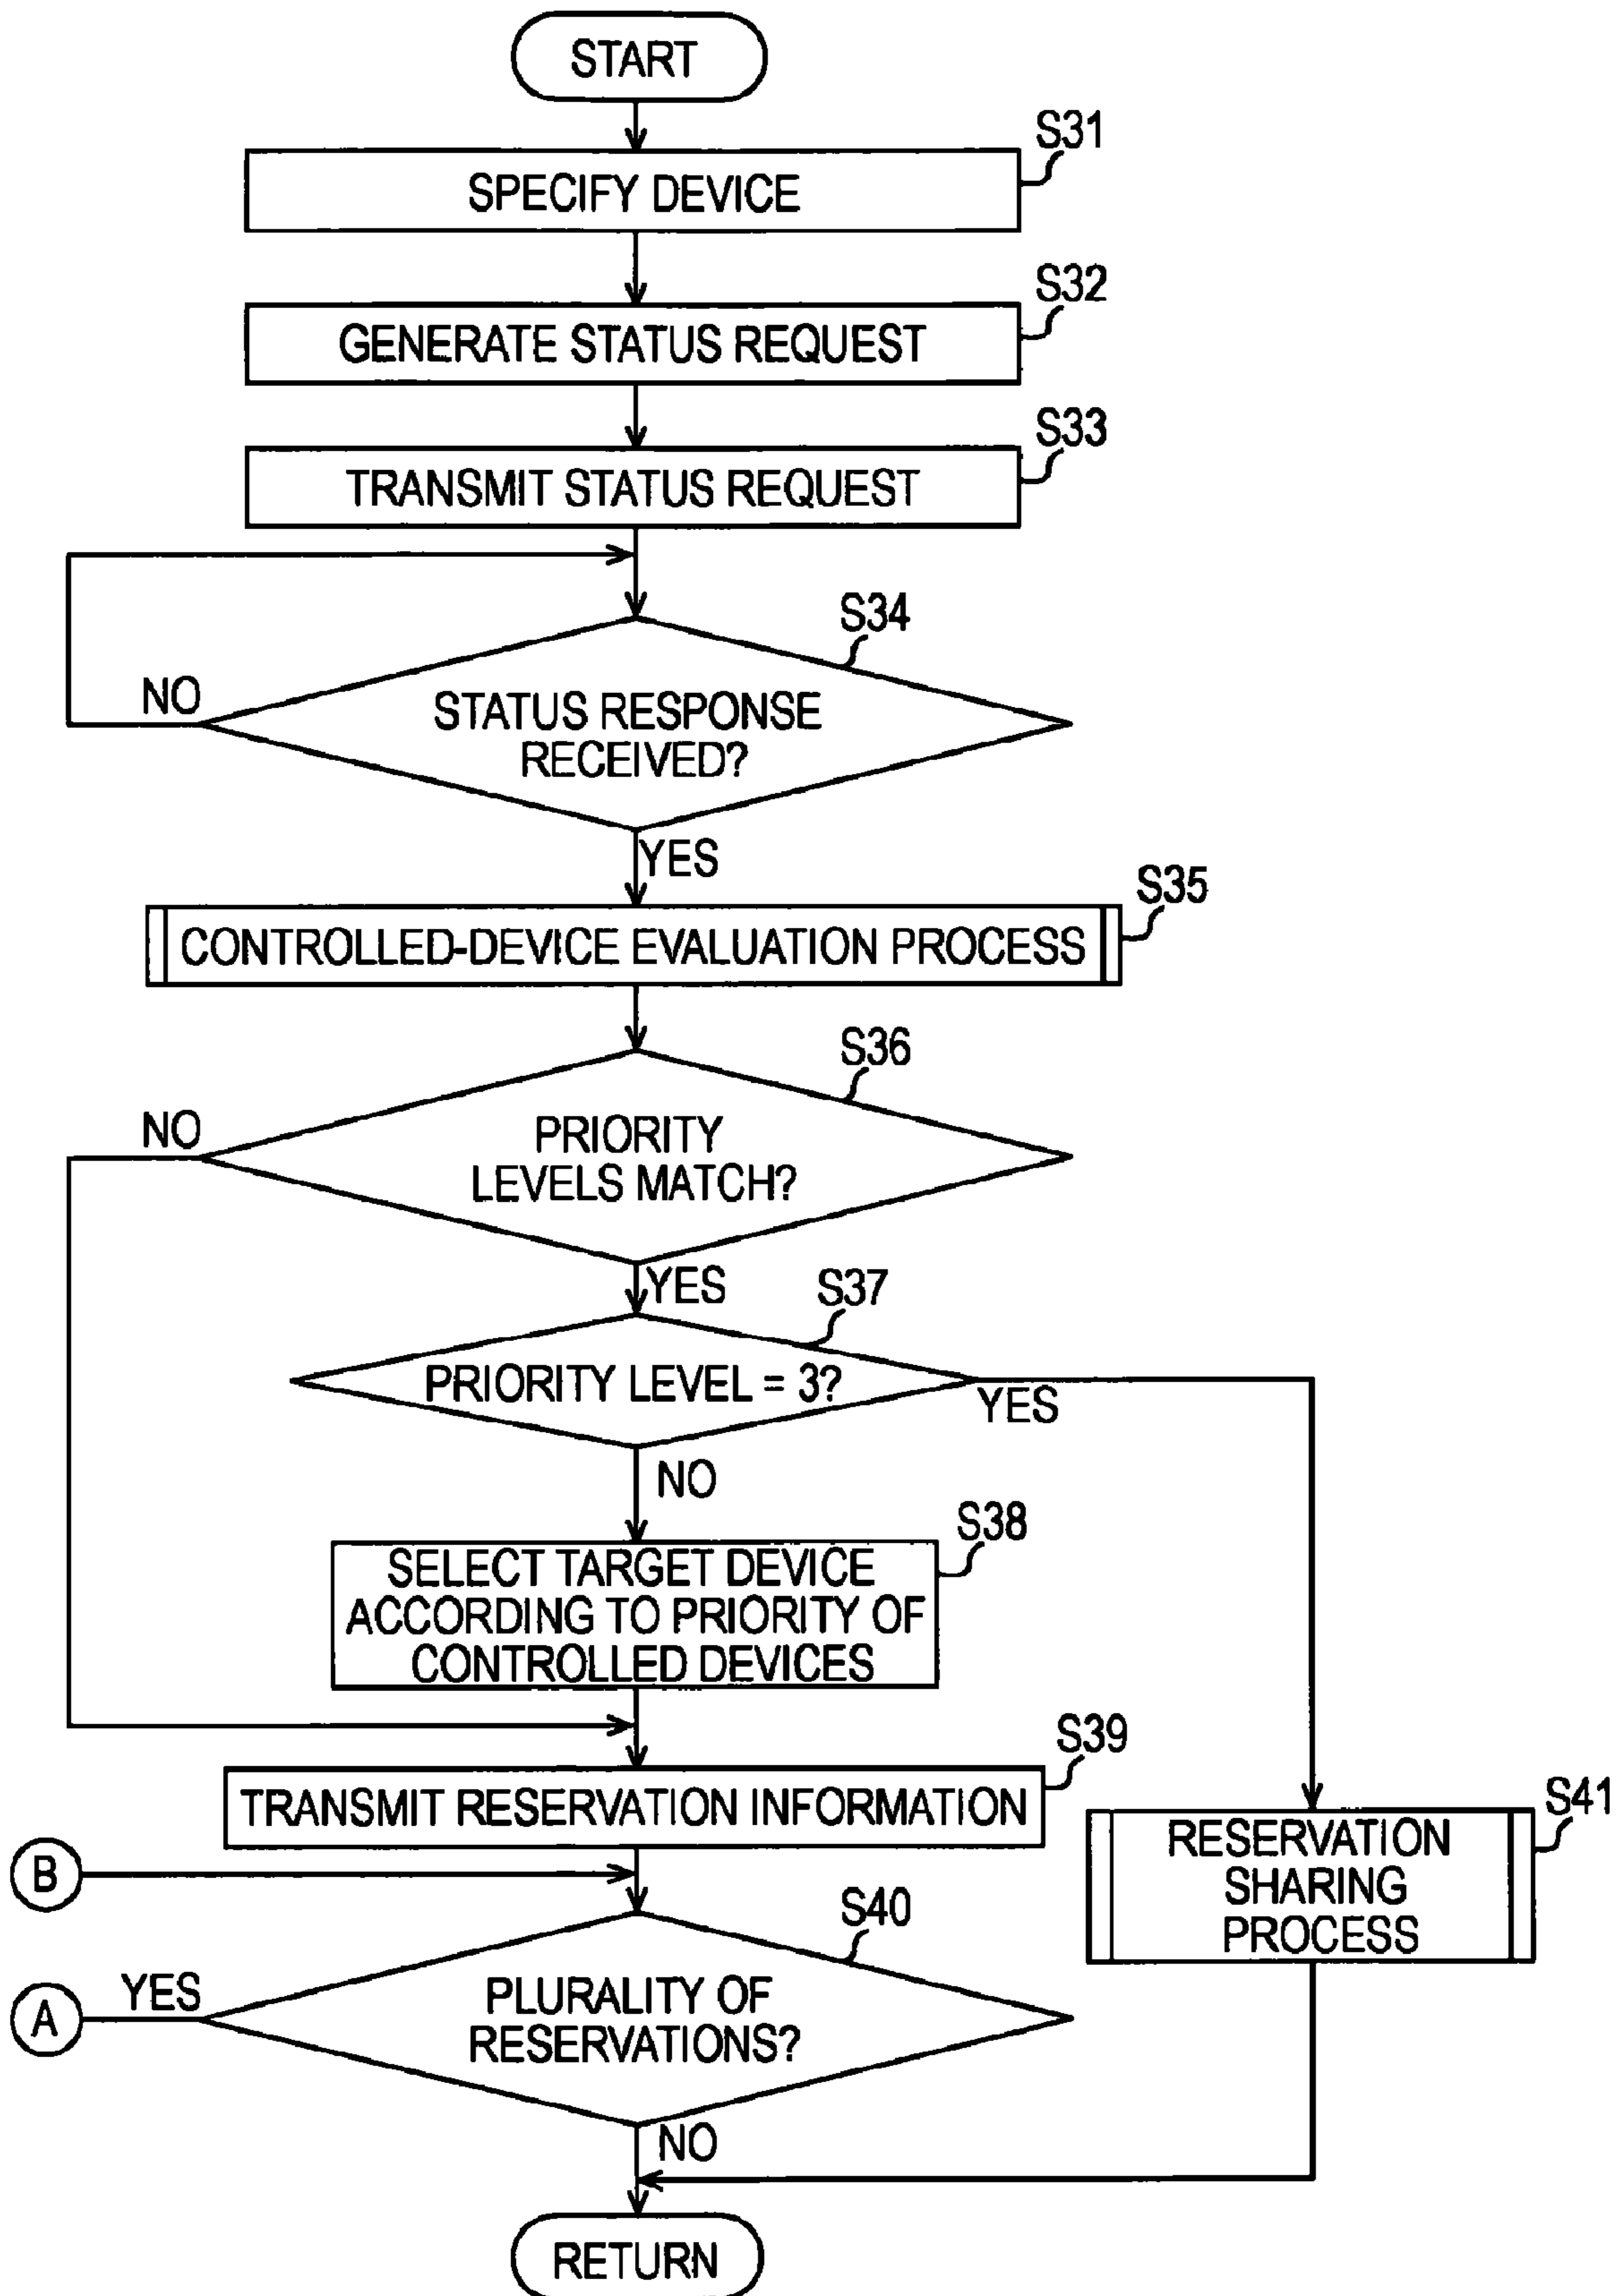 START
S31
SPECIFY DEVICE
S32
GENERATE STATUS REQUEST
S33
TRANSMIT STATUS REQUEST
S34
NO
STATUS RESPONSE
RECEIVED?
YES
S35
CONTROLLED-DEVICE EVALUATION PROCESS
S36
NO
PRIORITY
LEVELS MATCH?
YES
S37
PRIORITY LEVEL = 3?
YES
NO
S38
SELECT TARGET DEVICE
ACCORDING TO PRIORITY OF
CONTROLLED DEVICES
S39
TRANSMIT RESERVATION INFORMATION
S41
RESERVATION
SHARING
PROCESS
B
S40
A
YES
PLURALITY OF
RESERVATIONS?
NO
RETURN